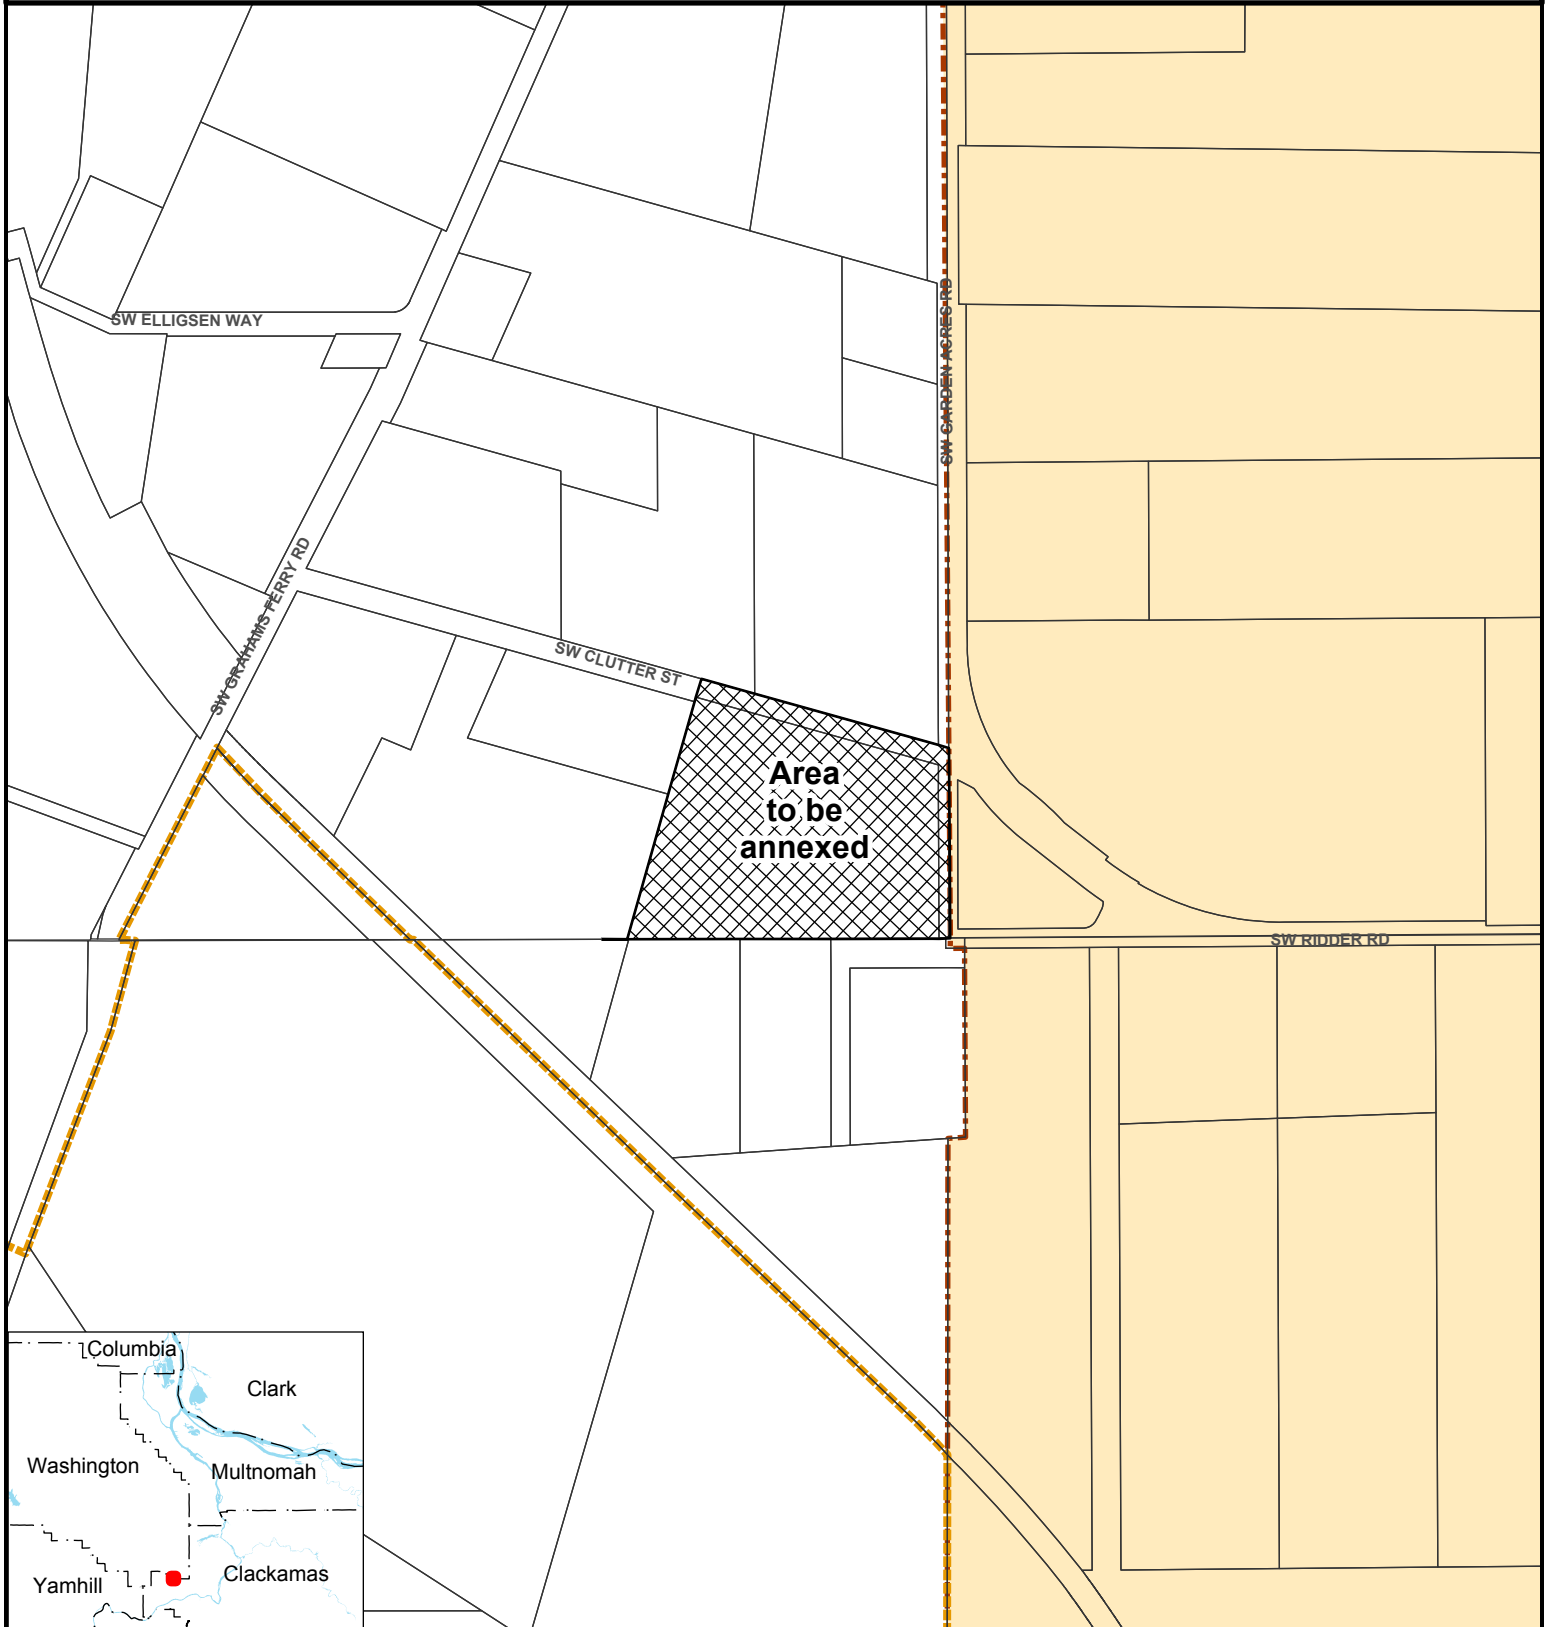 SW ELLIGSEN WAY
SW GARDEN ACRES RD
SW GRAHAMS FERRY RD
SW CLUTTER ST
Area
to be
annexed
SW RIDDER RD
Columbia
Clark
Washington
Multnomah
Yamhill
Clackamas